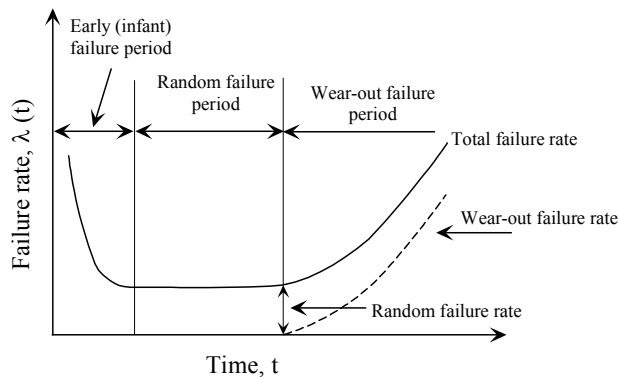 Early (infant)
failure period
Random failure
period
Wear-out failure
period
Total failure rate
Wear-out failure rate
Random failure rate
Failure rate, λ (t)
Time, t